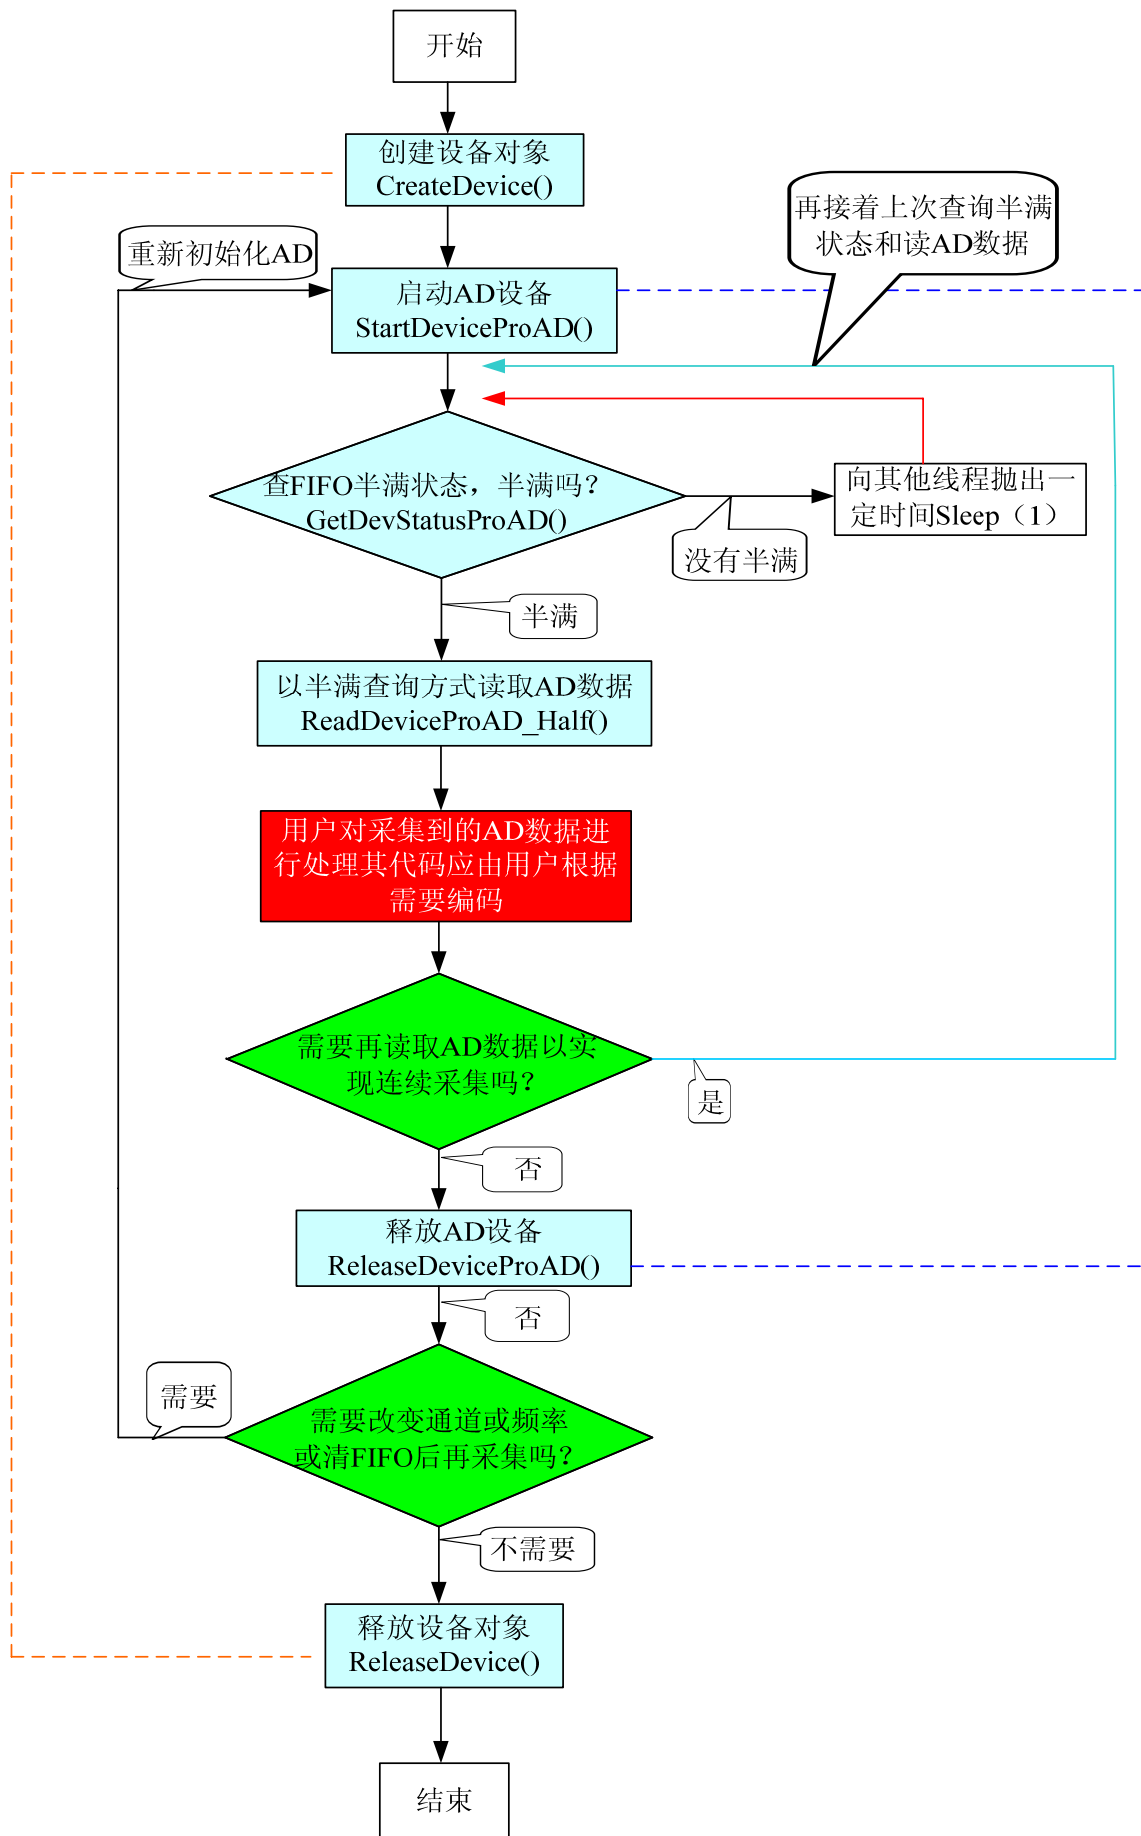 开始
创建设备对象
CreateDevice()
再接着上次查询半满
状态和读AD数据
重新初始化AD
启动AD设备
StartDeviceProAD()
查FIFO半满状态，半满吗？
GetDevStatusProAD()
向其他线程抛出一
定时间Sleep（1）
没有半满
半满
以半满查询方式读取AD数据
ReadDeviceProAD_Half()
用户对采集到的AD数据进
行处理其代码应由用户根据
需要编码
需要再读取AD数据以实
现连续采集吗？
是
否
释放AD设备
ReleaseDeviceProAD()
否
需要
需要改变通道或频率
或清FIFO后再采集吗？
不需要
释放设备对象
ReleaseDevice()
结束